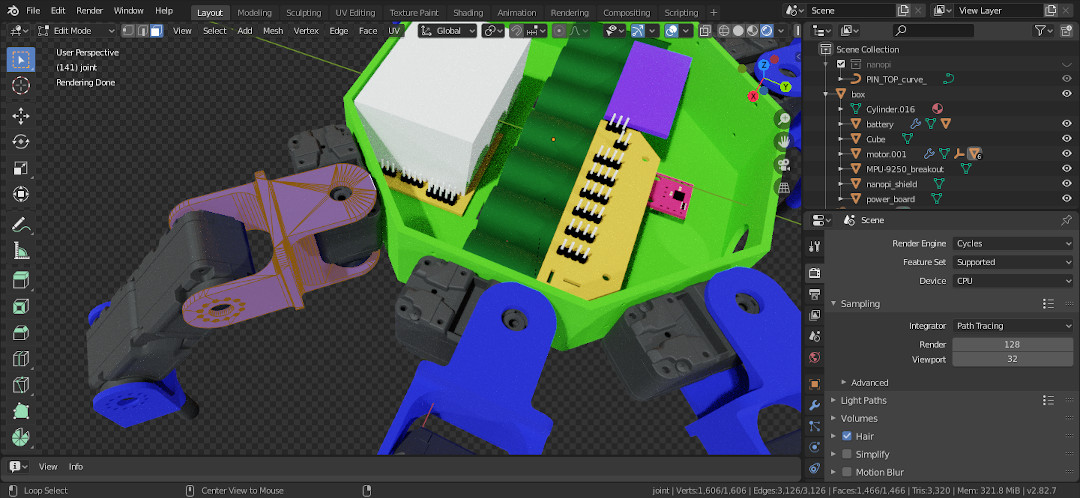 File Edit Render Window Help Layout Modeling Sculpting UV Editing Texture Paint Shading Animation Rendering Compositing Scripting + Scene View Layer
Edit Mode View Select Add Mesh Vertex Edge Face UV Global
User Perspective
(141) joint
Rendering Done
Z
Y
X
Scene Collection
nanopi
PIN_TOP_curve_
box
Cylinder.016
battery
Cube
motor.001 6
MPU-9250_breakout
nanopi_shield
power_board
Scene
Render Engine Cycles
Feature Set Supported
Device CPU
Sampling
Integrator Path Tracing
Render 128
Viewport 32
Advanced
Light Paths
Volumes
Hair
Simplify
Motion Blur
View Info
Loop Select Center View to Mouse joint | Verts:1,606/1,606 | Edges:3,126/3,126 | Faces:1,466/1,466 | Tris:3,320 | Mem: 321.8 MiB | v2.82.7